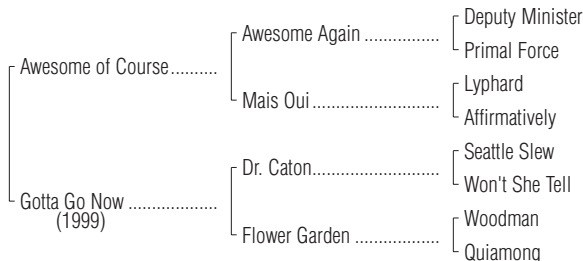 Deputy Minister
Awesome Again ................
Primal Force
Awesome of Course..........
Lyphard
Mais Oui...........................
Affirmatively
Seattle Slew
Dr. Caton...........................
Won't She Tell
Gotta Go Now ..................
(1999)
Woodman
Flower Garden ..................
Quiamong